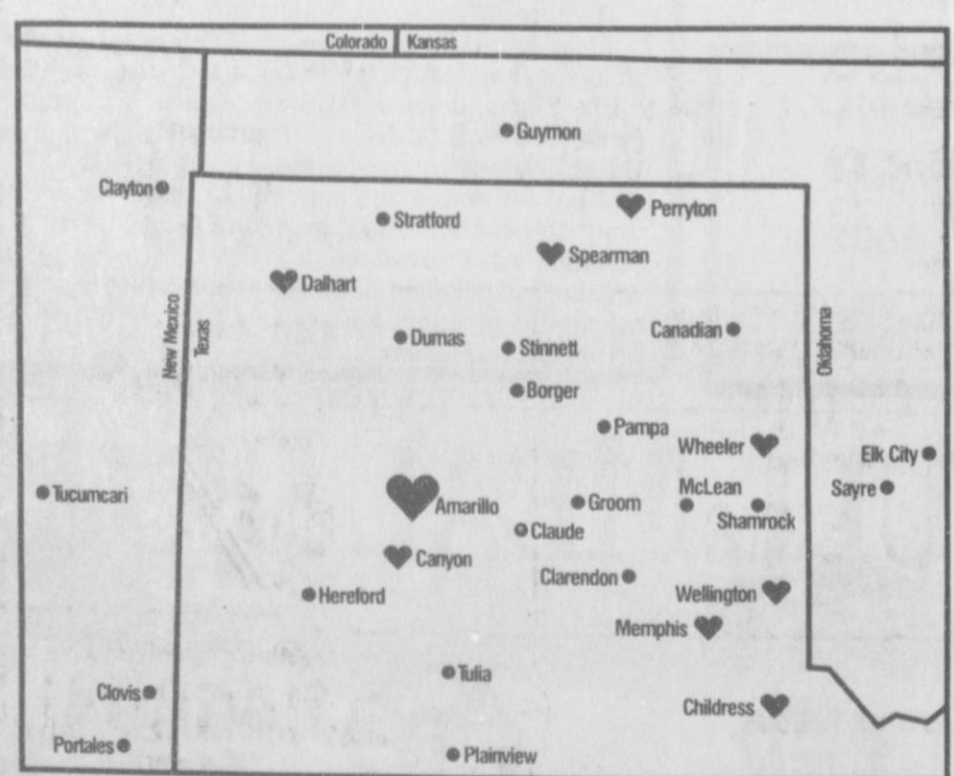 Colorado Kansas
Guymon
Clayton
Stratford
Perryton
Spearman
Dalhart
New Mexico
Texas
Dumas
Stinnett
Canadian
Oklahoma
Borger
Pampa
Wheeler
Elk City
Tucumcari
Amarillo
Groom
McLean
Sayre
Shamrock
Claude
Canyon
Clarendon
Hereford
Wellington
Memphis
Tulia
Clovis
Childress
Portales
Plainview